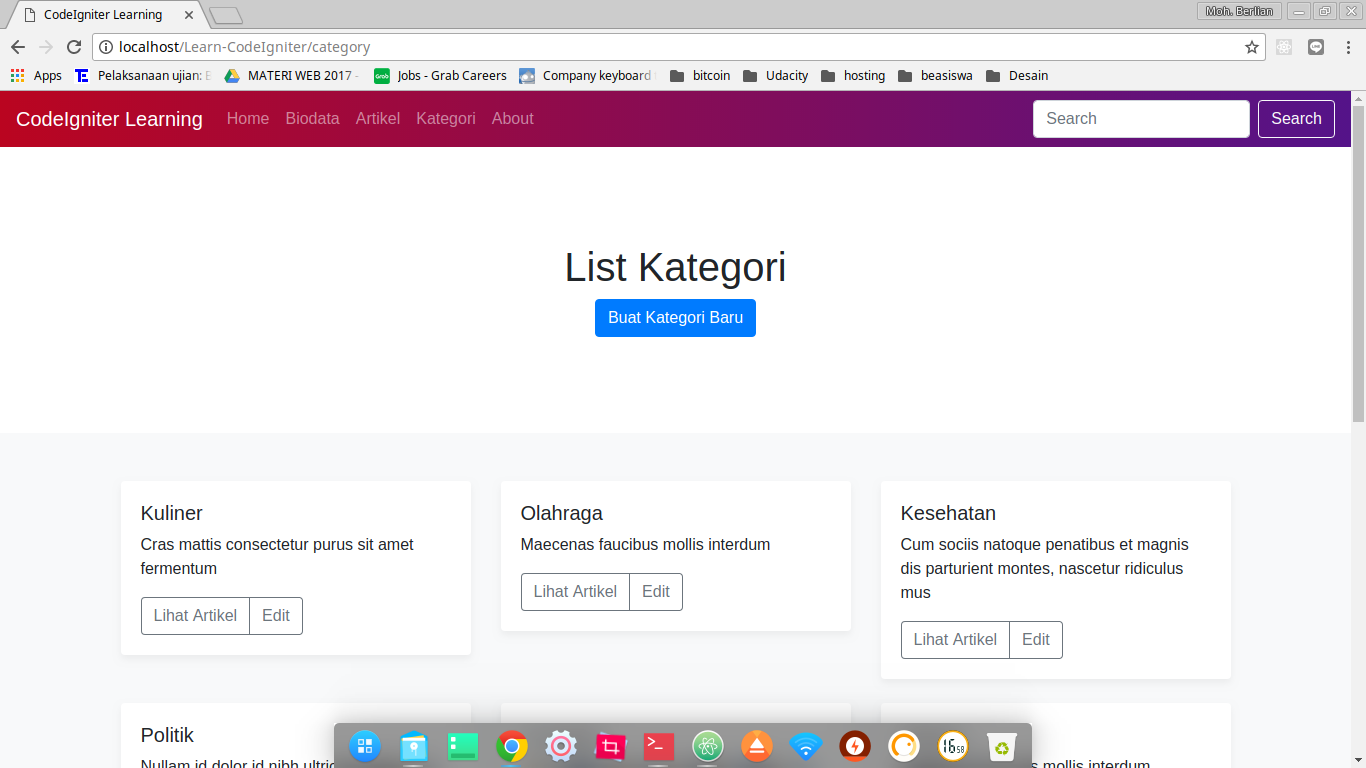 CodeIgniter Learning
Moh. Berlian
localhost/Learn-CodeIgniter/category
Apps Pelaksanaan ujian: MATERI WEB 2017 - Jobs - Grab Careers Company keyboard bitcoin Udacity hosting beasiswa Desain
CodeIgniter Learning Home Biodata Artikel Kategori About Search Search
List Kategori
Buat Kategori Baru
Kuliner
Cras mattis consectetur purus sit amet
fermentum
Lihat Artikel Edit
Olahraga
Maecenas faucibus mollis interdum
Lihat Artikel Edit
Kesehatan
Cum sociis natoque penatibus et magnis
dis parturient montes, nascetur ridiculus
mus
Lihat Artikel Edit
Politik
Nullam id dolor id nibh
mollis interdum
16 58